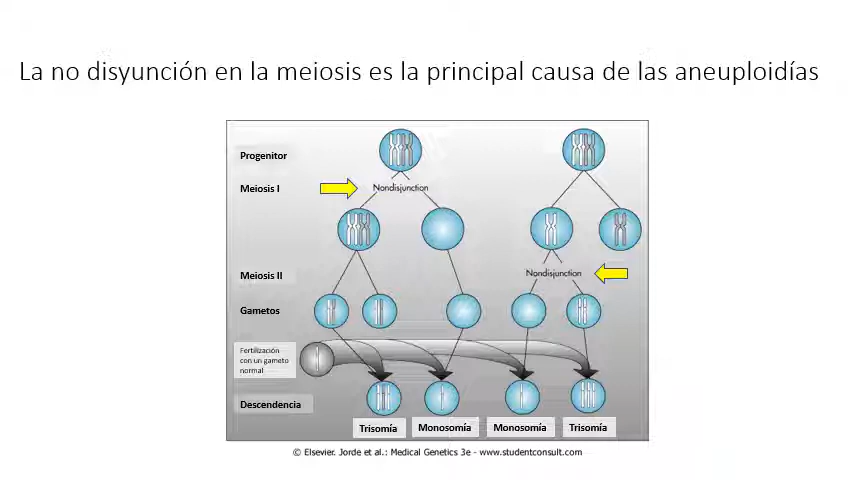 La no disyunción en la meiosis es la principal causa de las aneuploidías
Progenitor
Meiosis I
Nondisjunction
Meiosis II
Nondisjunction
Gametos
Fertilización
con un gameto
normal
Descendencia
Trisomía
Monosomía
Monosomía
Trisomía
© Elsevier. Jorde et al.: Medical Genetics 3e - www.studentconsult.com